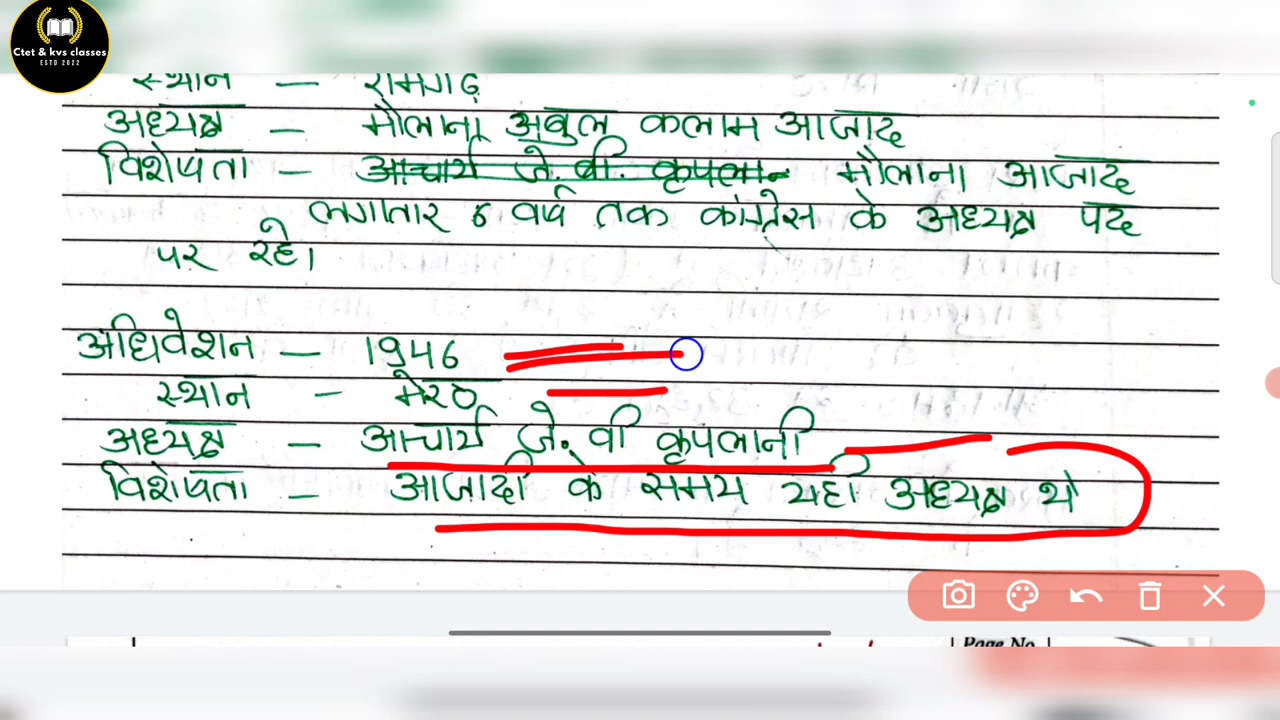 Ctet & kvs classes
ESTD 2022
स्थान — रामगढ़
अध्यक्ष — मौलाना अबुल कलाम आजाद
विशेषता — आचार्य जे. बी. कृपलान मौलाना आजाद
लगातार 6 वर्ष तक कांग्रेस के अध्यक्ष पद
पर रहे।
अधिवेशन — 1946
स्थान — मेरठ
अध्यक्ष — आचार्य जे. वी कृपलानी
विशेषता — आजादी के समय यही अध्यक्ष थे
Page No